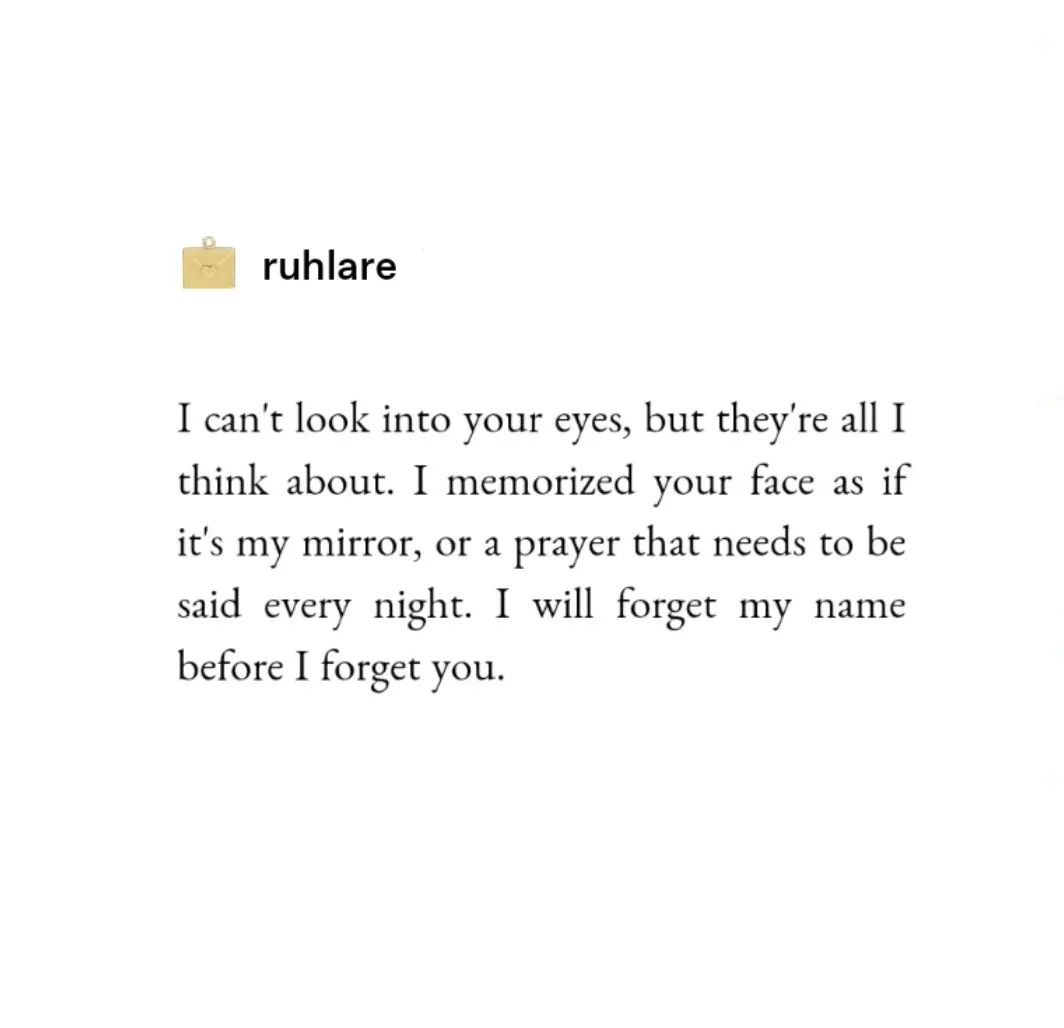 ruhlare
I can't look into your eyes, but they're all I
think about. I memorized your face as if
it's my mirror, or a prayer that needs to be
said every night. I will forget my name
before I forget you.